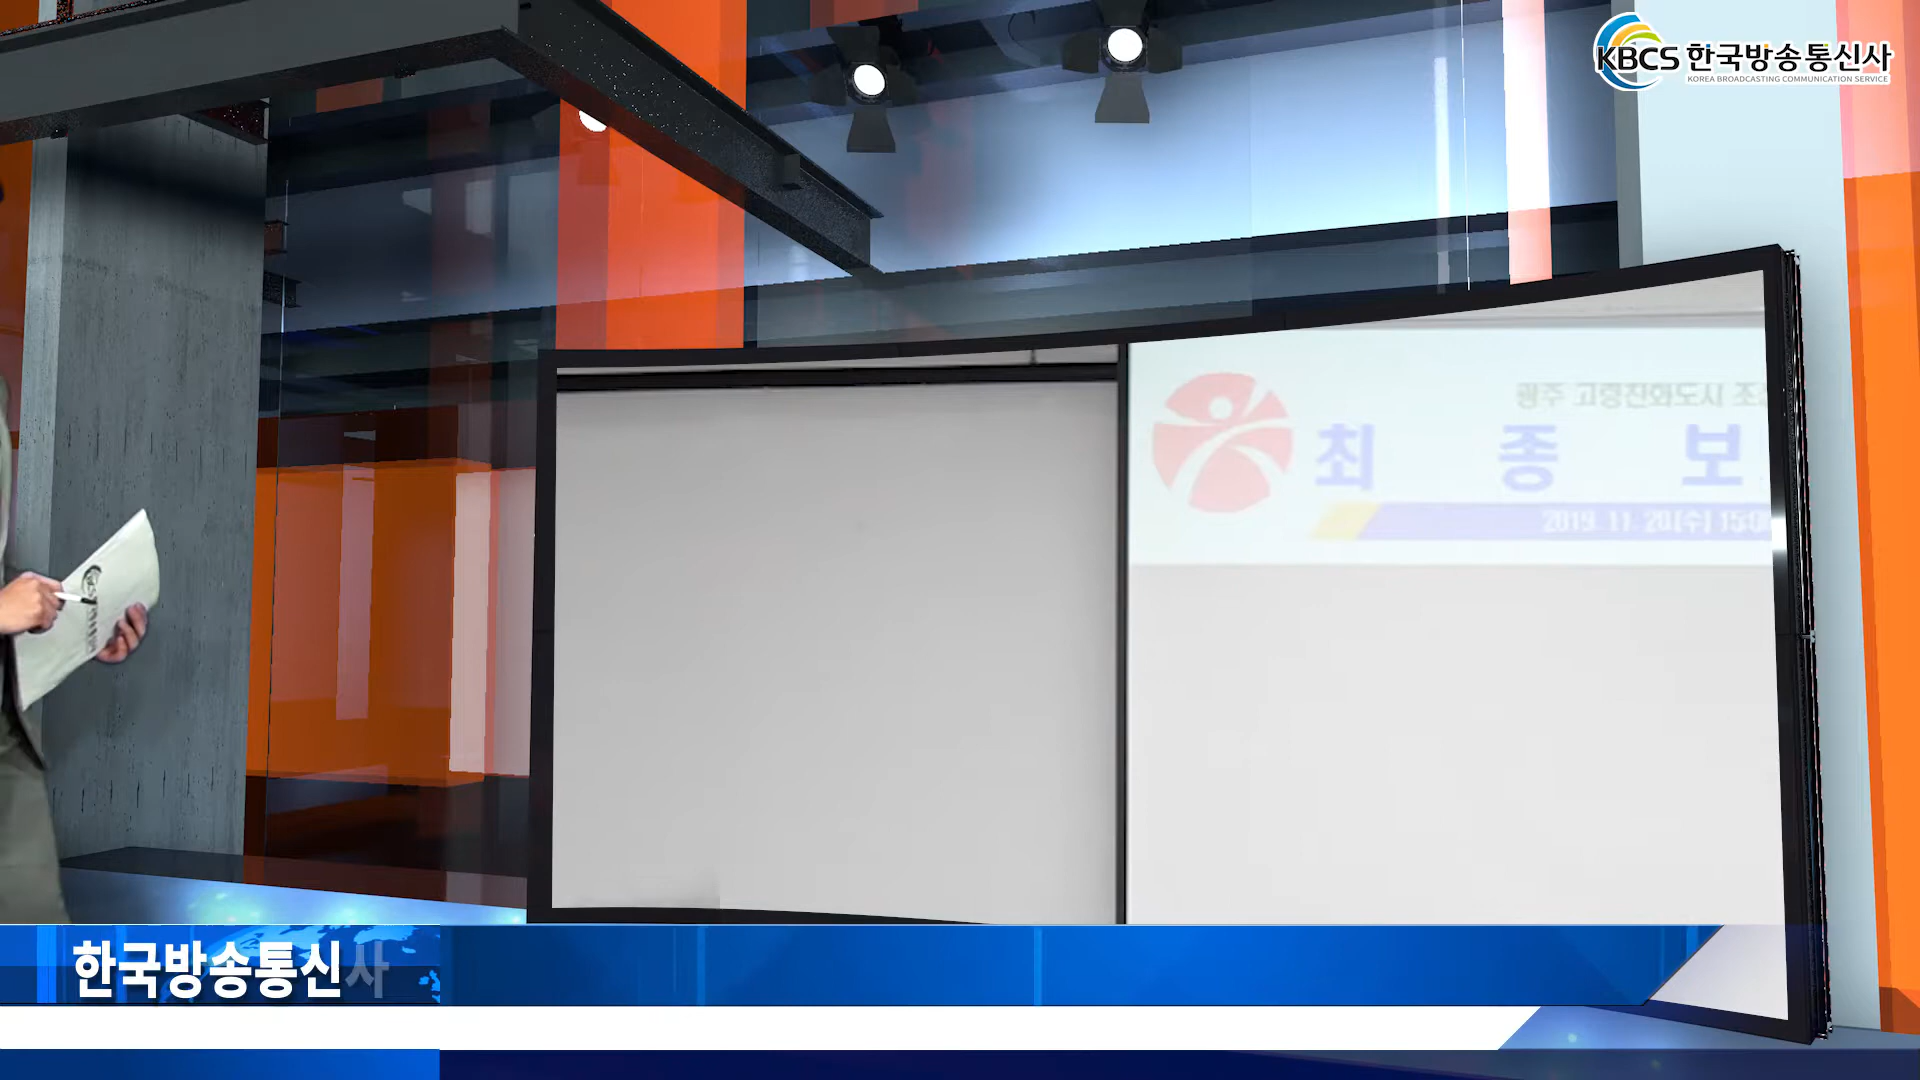 KBCS 한국방송통신사
KOREA BROADCASTING COMMUNICATION SERVICE
광주 고령친화도시
최 종 보
2019. 11. 20(수) 15:0
한국방송통신사